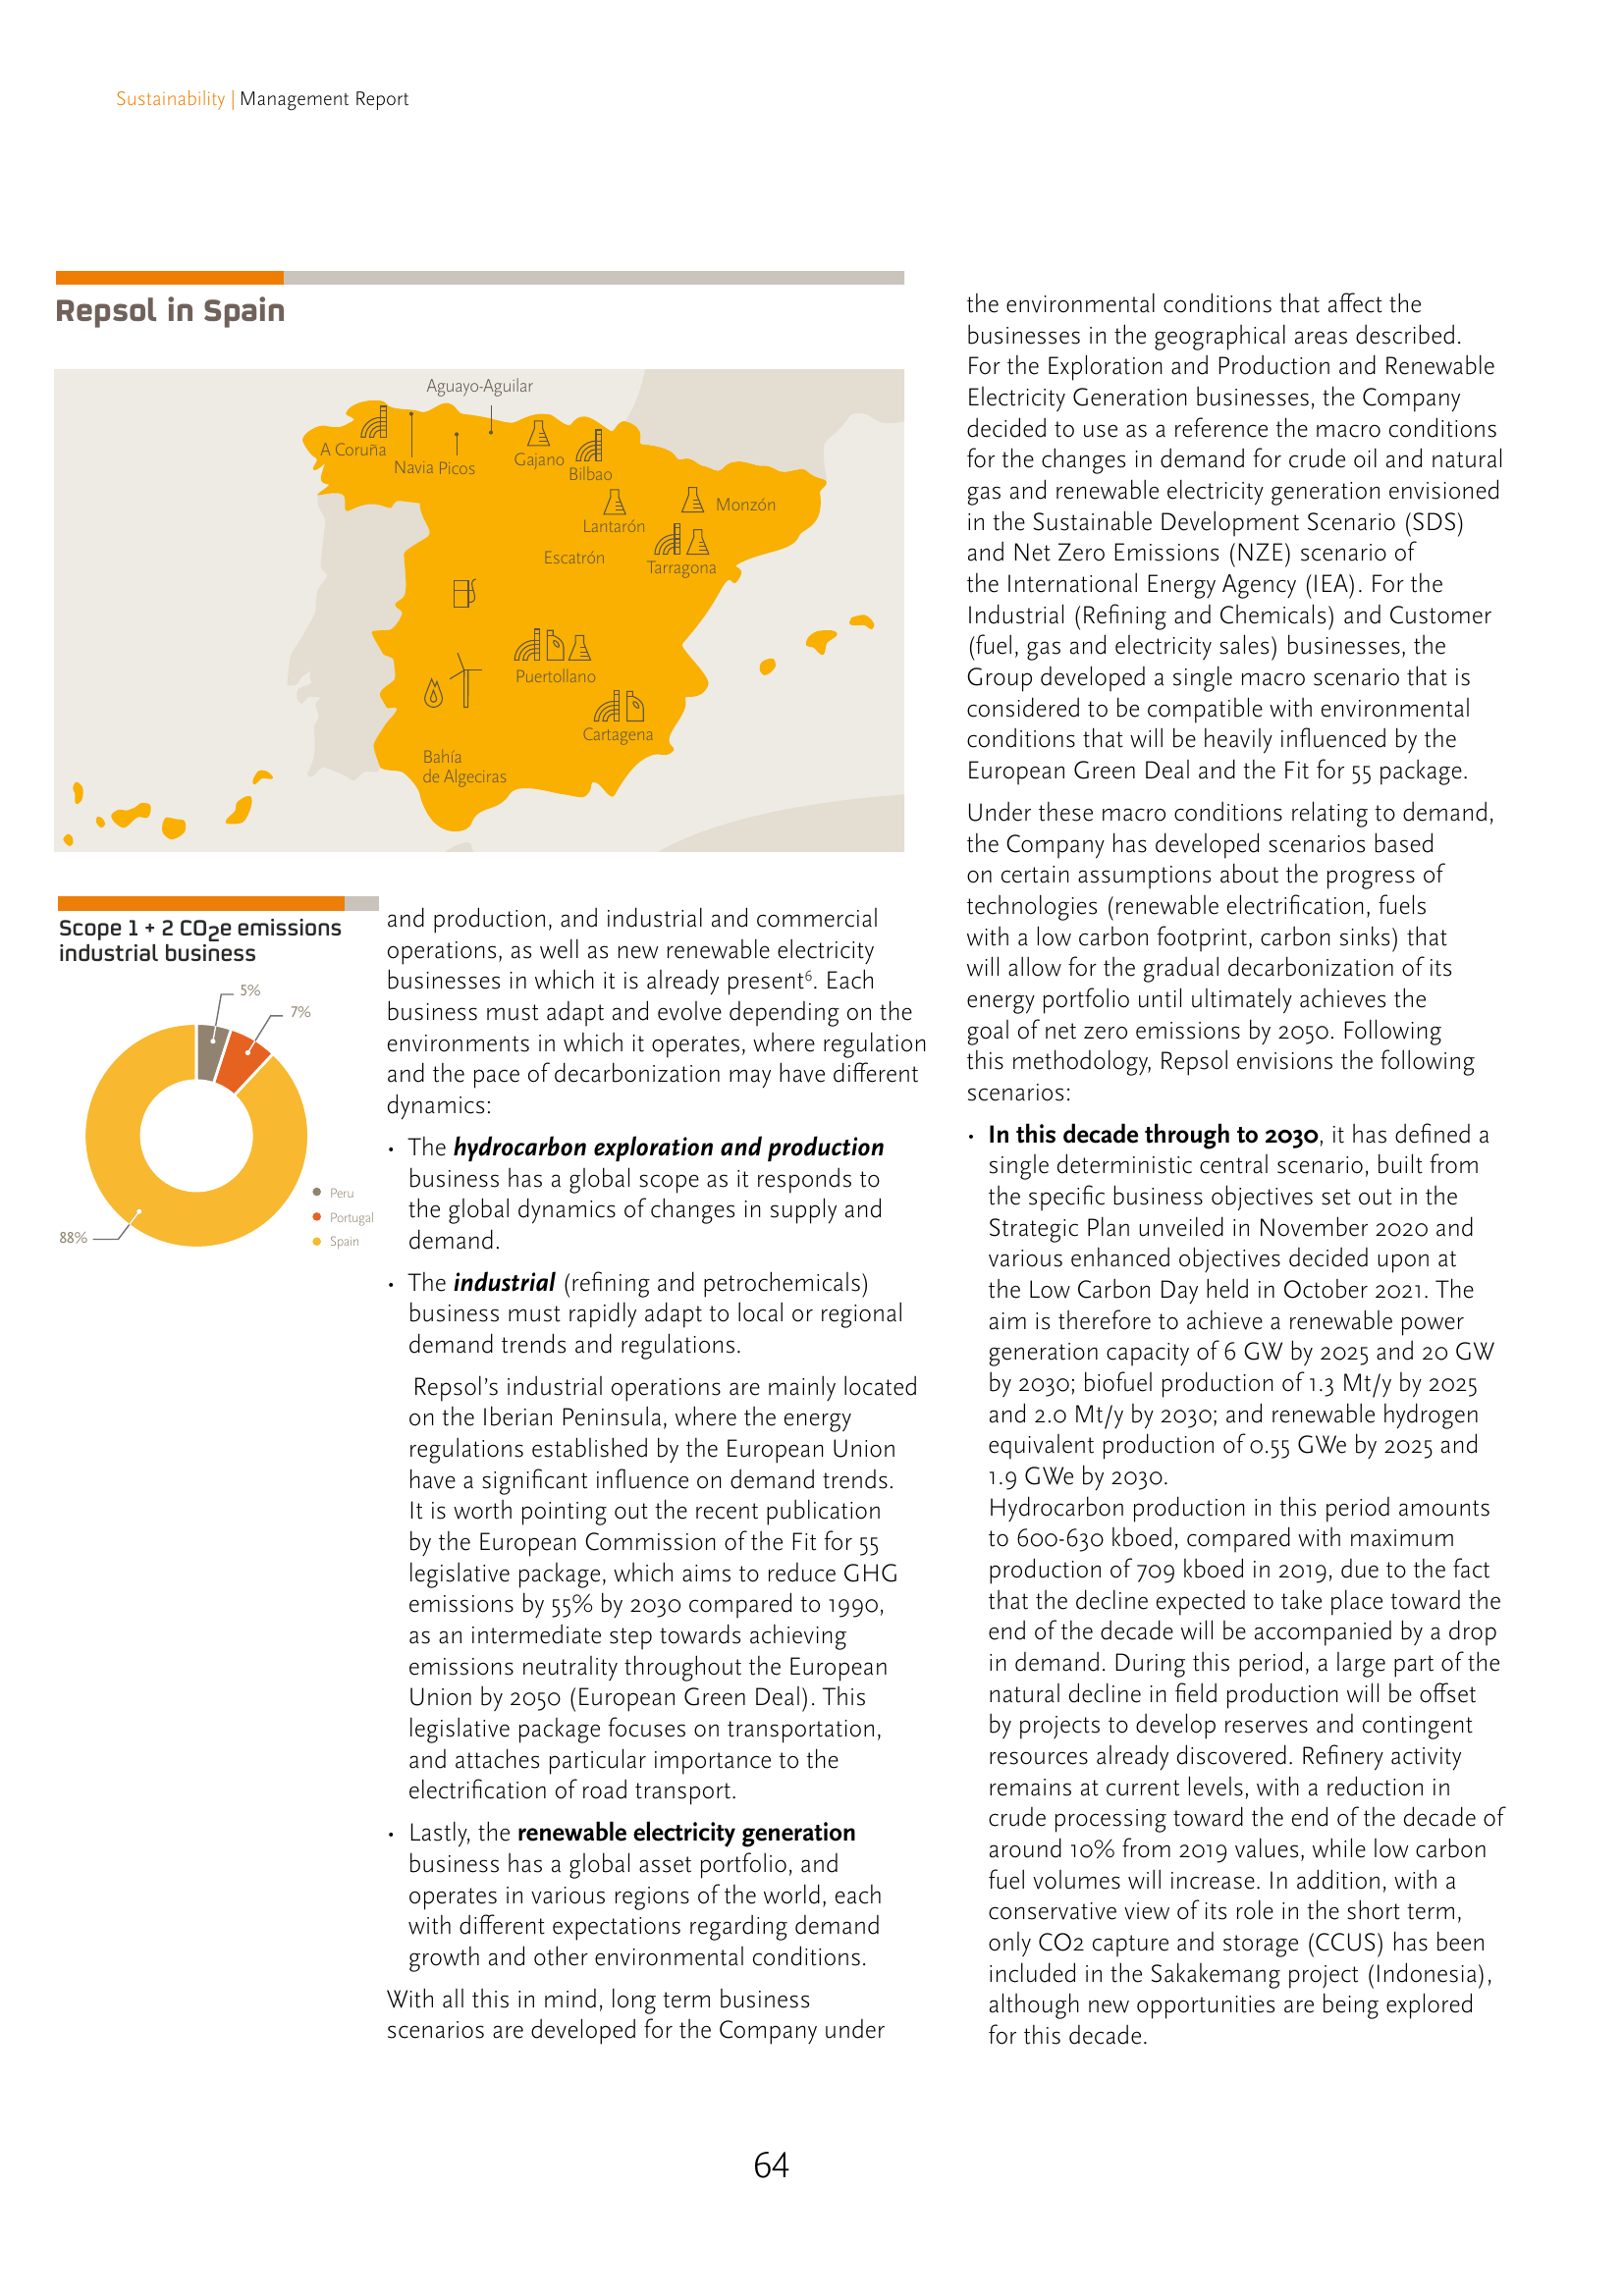 Sustainability | Management Report
Repsol in Spain
Aguayo-Aguilar
A Coruña
Navia Picos
Gajano
Bilbao
Lantarón
Monzón
Escatrón
Tarragona
Puertollano
Cartagena
Bahía
de Algeciras
Scope 1 + 2 CO2e emissions
industrial business
5%
7%
88%
Peru
Portugal
Spain
and production, and industrial and commercial
operations, as well as new renewable electricity
businesses in which it is already present⁶. Each
business must adapt and evolve depending on the
environments in which it operates, where regulation
and the pace of decarbonization may have different
dynamics:
• The hydrocarbon exploration and production
business has a global scope as it responds to
the global dynamics of changes in supply and
demand.
• The industrial (refining and petrochemicals)
business must rapidly adapt to local or regional
demand trends and regulations.
Repsol’s industrial operations are mainly located
on the Iberian Peninsula, where the energy
regulations established by the European Union
have a significant influence on demand trends.
It is worth pointing out the recent publication
by the European Commission of the Fit for 55
legislative package, which aims to reduce GHG
emissions by 55% by 2030 compared to 1990,
as an intermediate step towards achieving
emissions neutrality throughout the European
Union by 2050 (European Green Deal). This
legislative package focuses on transportation,
and attaches particular importance to the
electrification of road transport.
• Lastly, the renewable electricity generation
business has a global asset portfolio, and
operates in various regions of the world, each
with different expectations regarding demand
growth and other environmental conditions.
With all this in mind, long term business
scenarios are developed for the Company under
the environmental conditions that affect the
businesses in the geographical areas described.
For the Exploration and Production and Renewable
Electricity Generation businesses, the Company
decided to use as a reference the macro conditions
for the changes in demand for crude oil and natural
gas and renewable electricity generation envisioned
in the Sustainable Development Scenario (SDS)
and Net Zero Emissions (NZE) scenario of
the International Energy Agency (IEA). For the
Industrial (Refining and Chemicals) and Customer
(fuel, gas and electricity sales) businesses, the
Group developed a single macro scenario that is
considered to be compatible with environmental
conditions that will be heavily influenced by the
European Green Deal and the Fit for 55 package.
Under these macro conditions relating to demand,
the Company has developed scenarios based
on certain assumptions about the progress of
technologies (renewable electrification, fuels
with a low carbon footprint, carbon sinks) that
will allow for the gradual decarbonization of its
energy portfolio until ultimately achieves the
goal of net zero emissions by 2050. Following
this methodology, Repsol envisions the following
scenarios:
• In this decade through to 2030, it has defined a
single deterministic central scenario, built from
the specific business objectives set out in the
Strategic Plan unveiled in November 2020 and
various enhanced objectives decided upon at
the Low Carbon Day held in October 2021. The
aim is therefore to achieve a renewable power
generation capacity of 6 GW by 2025 and 20 GW
by 2030; biofuel production of 1.3 Mt/y by 2025
and 2.0 Mt/y by 2030; and renewable hydrogen
equivalent production of 0.55 GWe by 2025 and
1.9 GWe by 2030.
Hydrocarbon production in this period amounts
to 600-630 kboed, compared with maximum
production of 709 kboed in 2019, due to the fact
that the decline expected to take place toward the
end of the decade will be accompanied by a drop
in demand. During this period, a large part of the
natural decline in field production will be offset
by projects to develop reserves and contingent
resources already discovered. Refinery activity
remains at current levels, with a reduction in
crude processing toward the end of the decade of
around 10% from 2019 values, while low carbon
fuel volumes will increase. In addition, with a
conservative view of its role in the short term,
only CO2 capture and storage (CCUS) has been
included in the Sakakemang project (Indonesia),
although new opportunities are being explored
for this decade.
64